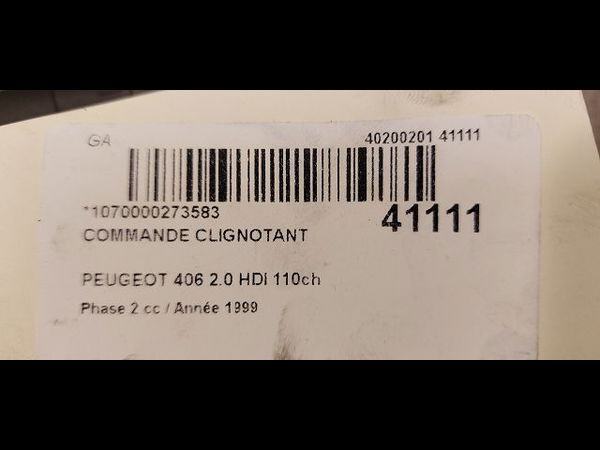 GA
40200201 41111
*1070000273583
41111
COMMANDE CLIGNOTANT
PEUGEOT 406 2.0 HDI 110ch
Phase 2 cc / Année 1999